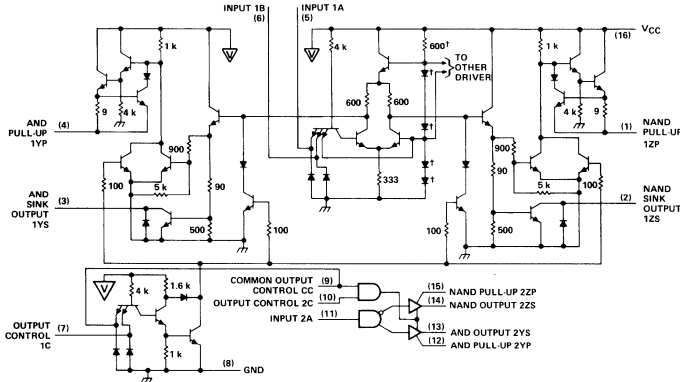 INPUT 1B
(6)
INPUT 1A
(5)
VCC
(16)
1 k
V
V
4 k
600†
†
TO
OTHER
DRIVER
1 k
9
4 k
600
600
4 k
9
AND
PULL-UP
1YP
(4)
(1)
NAND
PULL-UP
1ZP
900
†
†
†
900
100
5 k
90
333
90
5 k
100
AND
SINK
OUTPUT
1YS
(3)
(2)
NAND
SINK
OUTPUT
1ZS
500
100
100
500
V
4 k
1.6 k
1 k
OUTPUT
CONTROL
1C
(7)
(8)
GND
COMMON OUTPUT
CONTROL CC
(9)
OUTPUT CONTROL 2C
(10)
INPUT 2A
(11)
(15)
NAND PULL-UP 2ZP
(14)
NAND OUTPUT 2ZS
(13)
AND OUTPUT 2YS
(12)
AND PULL-UP 2YP